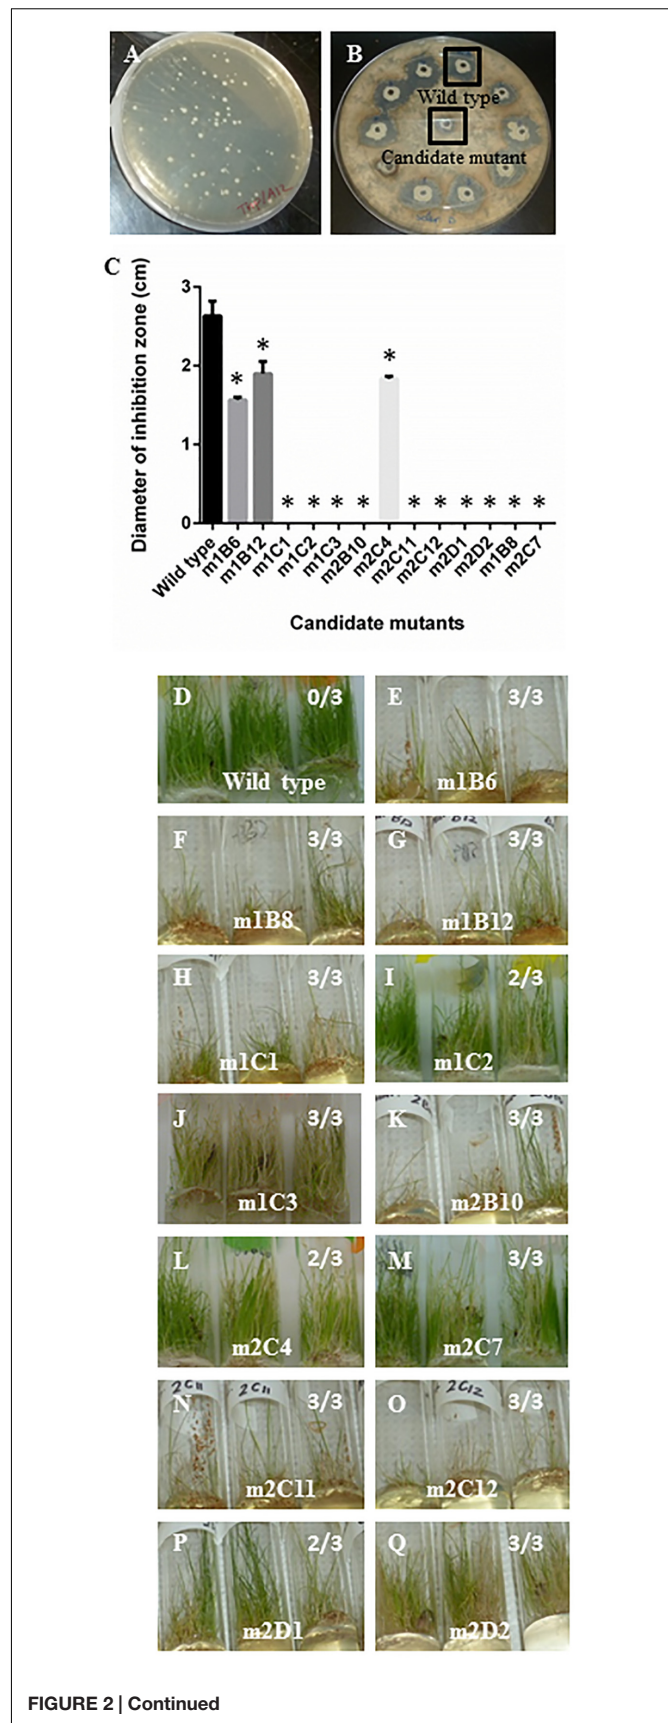 A
B
Wild type
Candidate mutant
C
Diameter of inhibition zone (cm)
3
2
1
0
* * * * * * * * * * * * *
Wild type
m1B6
m1B12
m1C1
m1C2
m1C3
m2B10
m2C4
m2C11
m2C12
m2D1
m2D2
m1B8
m2C7
Candidate mutants
D 0/3
Wild type
E 3/3
m1B6
F 3/3
m1B8
G 3/3
m1B12
H 3/3
m1C1
I 2/3
m1C2
J 3/3
m1C3
K 3/3
m2B10
L 2/3
m2C4
M 3/3
m2C7
2C11 2C11
N 3/3
m2C11
2C12
O 3/3
m2C12
P 2/3
m2D1
Q 3/3
m2D2
FIGURE 2 | Continued